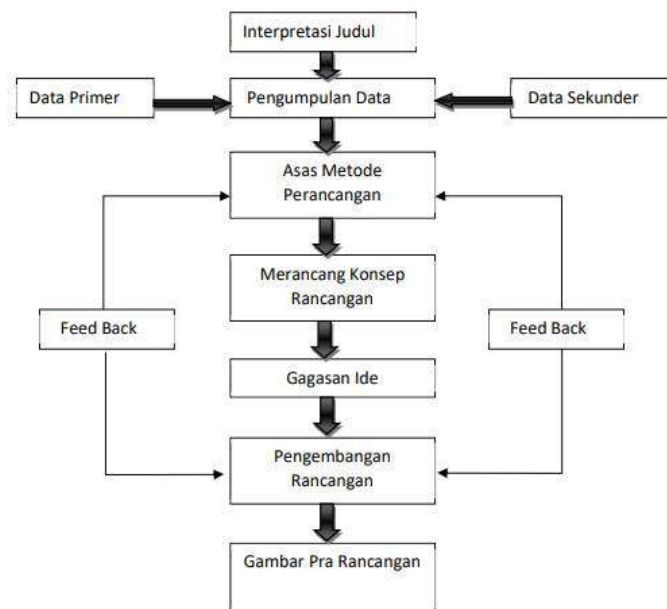 Interpretasi Judul
Data Primer
Pengumpulan Data
Data Sekunder
Asas Metode
Perancangan
Merancang Konsep
Rancangan
Feed Back
Feed Back
Gagasan Ide
Pengembangan
Rancangan
Gambar Pra Rancangan